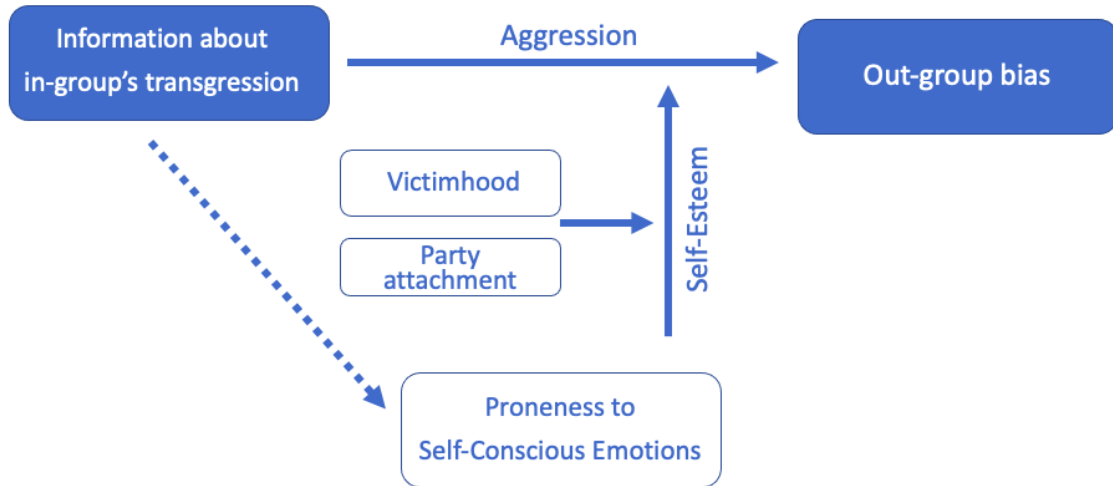 Information about
in-group’s transgression
Aggression
Out-group bias
Victimhood
Party
attachment
Self-Esteem
Proneness to
Self-Conscious Emotions